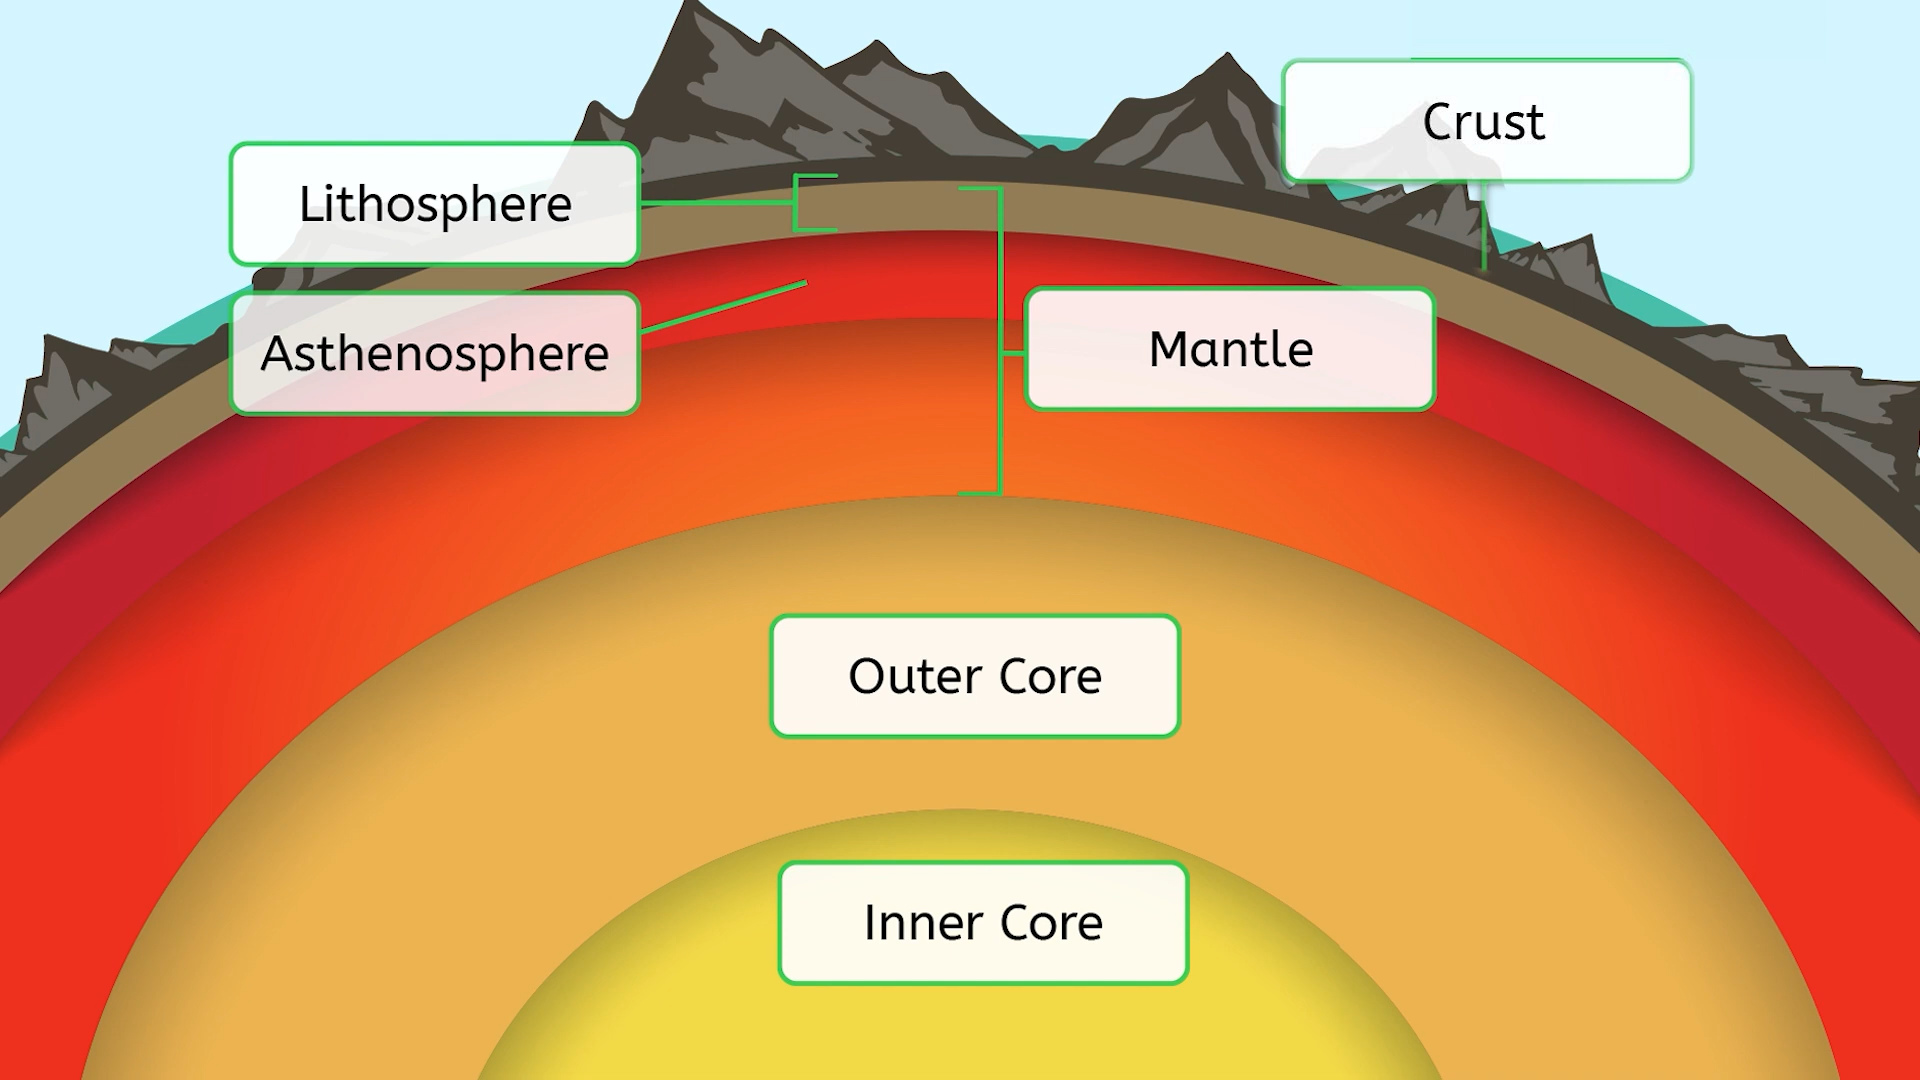 Crust
Lithosphere
Asthenosphere
Mantle
Outer Core
Inner Core